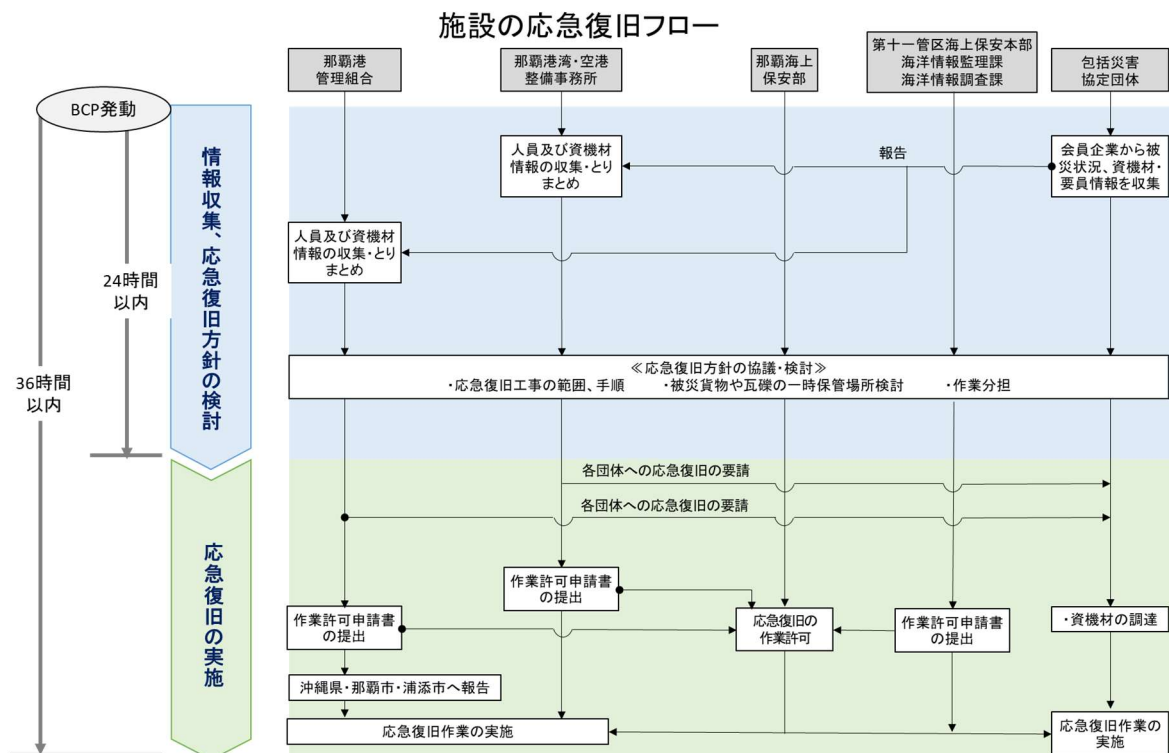 施設の応急復旧フロー
那覇港
管理組合
那覇港湾・空港
整備事務所
那覇海上
保安部
第十一管区海上保安本部
海洋情報監理課
海洋情報調査課
包括災害
協定団体
BCP発動
24時間
以内
36時間
以内
情報収集、応急復旧方針の検討
人員及び資機材
情報の収集・とり
まとめ
報告
会員企業から被
災状況、資機材・
要員情報を収集
人員及び資機材
情報の収集・とり
まとめ
≪応急復旧方針の協議・検討≫
・応急復旧工事の範囲、手順 ・被災貨物や瓦礫の一時保管場所検討 ・作業分担
応急復旧の実施
各団体への応急復旧の要請
各団体への応急復旧の要請
作業許可申請書
の提出
作業許可申請書
の提出
応急復旧の
作業許可
作業許可申請書
の提出
・資機材の調達
沖縄県・那覇市・浦添市へ報告
応急復旧作業の実施
応急復旧作業の
実施